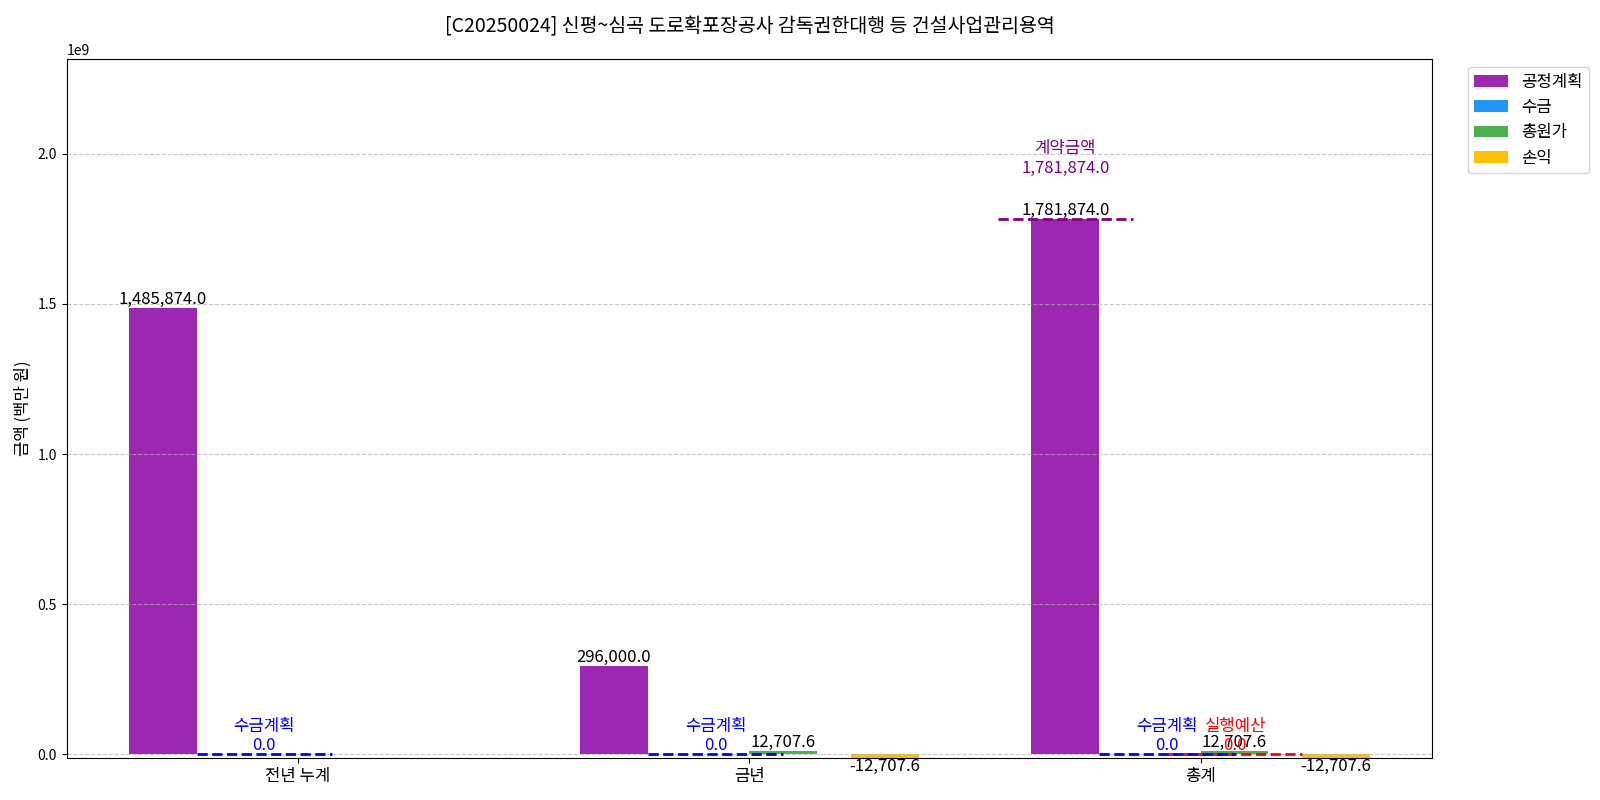 [C20250024] 신평~심곡 도로확포장공사 감독권한대행 등 건설사업관리용역
1e9
금액 (백만 원)
2.0
1.5
1.0
0.5
0.0
1,485,874.0
수금계획
0.0
296,000.0
수금계획
0.0
12,707.6
-12,707.6
계약금액
1,781,874.0
1,781,874.0
수금계획
0.0
실행예산
0.0
12,707.6
-12,707.6
전년 누계
금년
총계
공정계획
수금
총원가
손익